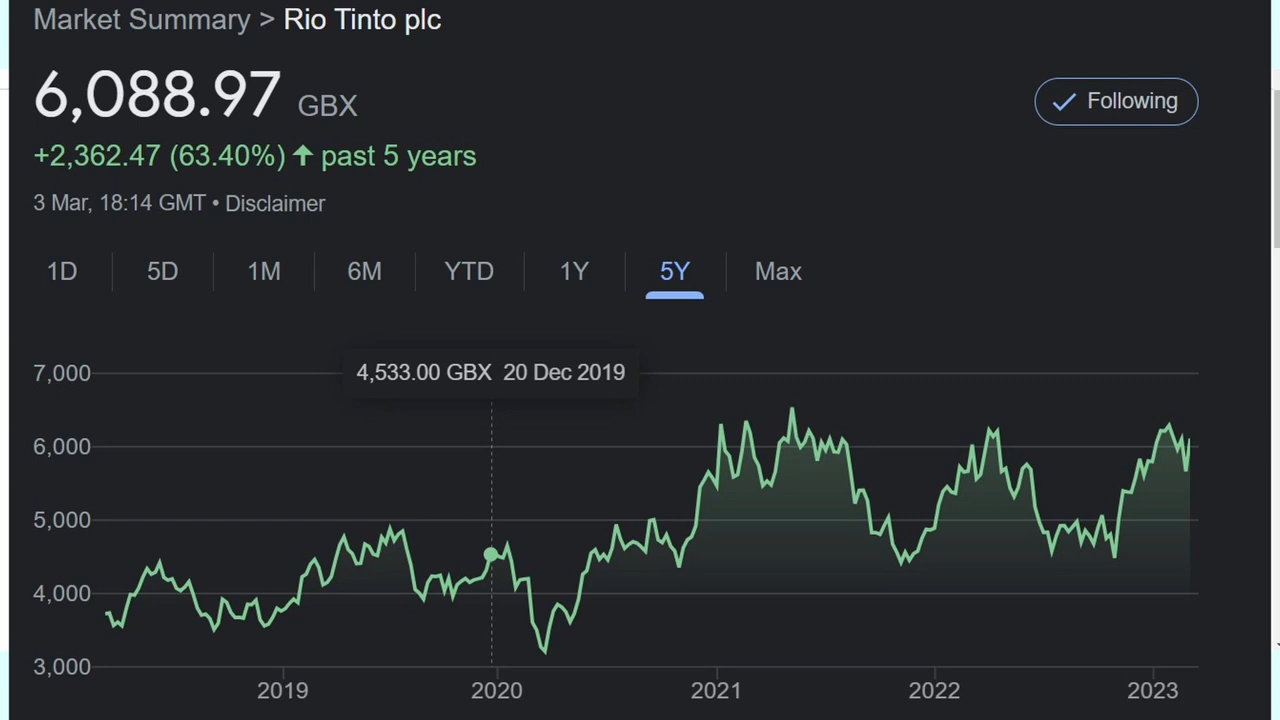 Market Summary > Rio Tinto plc
6,088.97 GBX
Following
+2,362.47 (63.40%) ↑ past 5 years
3 Mar, 18:14 GMT • Disclaimer
1D 5D 1M 6M YTD 1Y 5Y Max
4,533.00 GBX 20 Dec 2019
7,000
6,000
5,000
4,000
3,000
2019 2020 2021 2022 2023